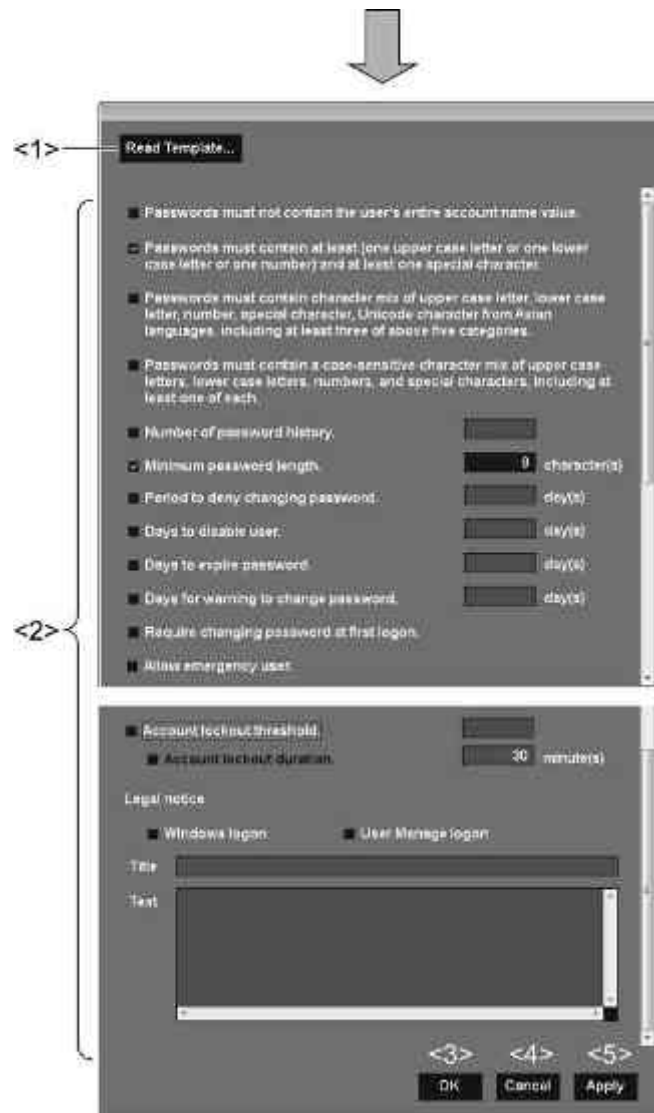 <1>
Read Template...
Passwords must not contain the user's entire account name value.
Passwords must contain at least (one upper case letter or one lower
case letter or one number) and at least one special character.
Passwords must contain character mix of upper case letter, lower case
letter, number, special character, Unicode character from Asian
languages, including at least three of above five categories.
Passwords must contain a case-sensitive character mix of upper case
letters, lower case letters, numbers, and special characters, including at
least one of each.
Number of password history.
Minimum password length. character(s)
Period to deny changing password. day(s)
Days to disable user. day(s)
Days to expire password. day(s)
Days for warning to change password. day(s)
<2>
Require changing password at first logon.
Allow emergency user.
Account lockout threshold.
Account lockout duration. 30 minute(s)
Legal notice
Windows logon User Manage logon
Title
Text
<3> <4> <5>
OK Cancel Apply